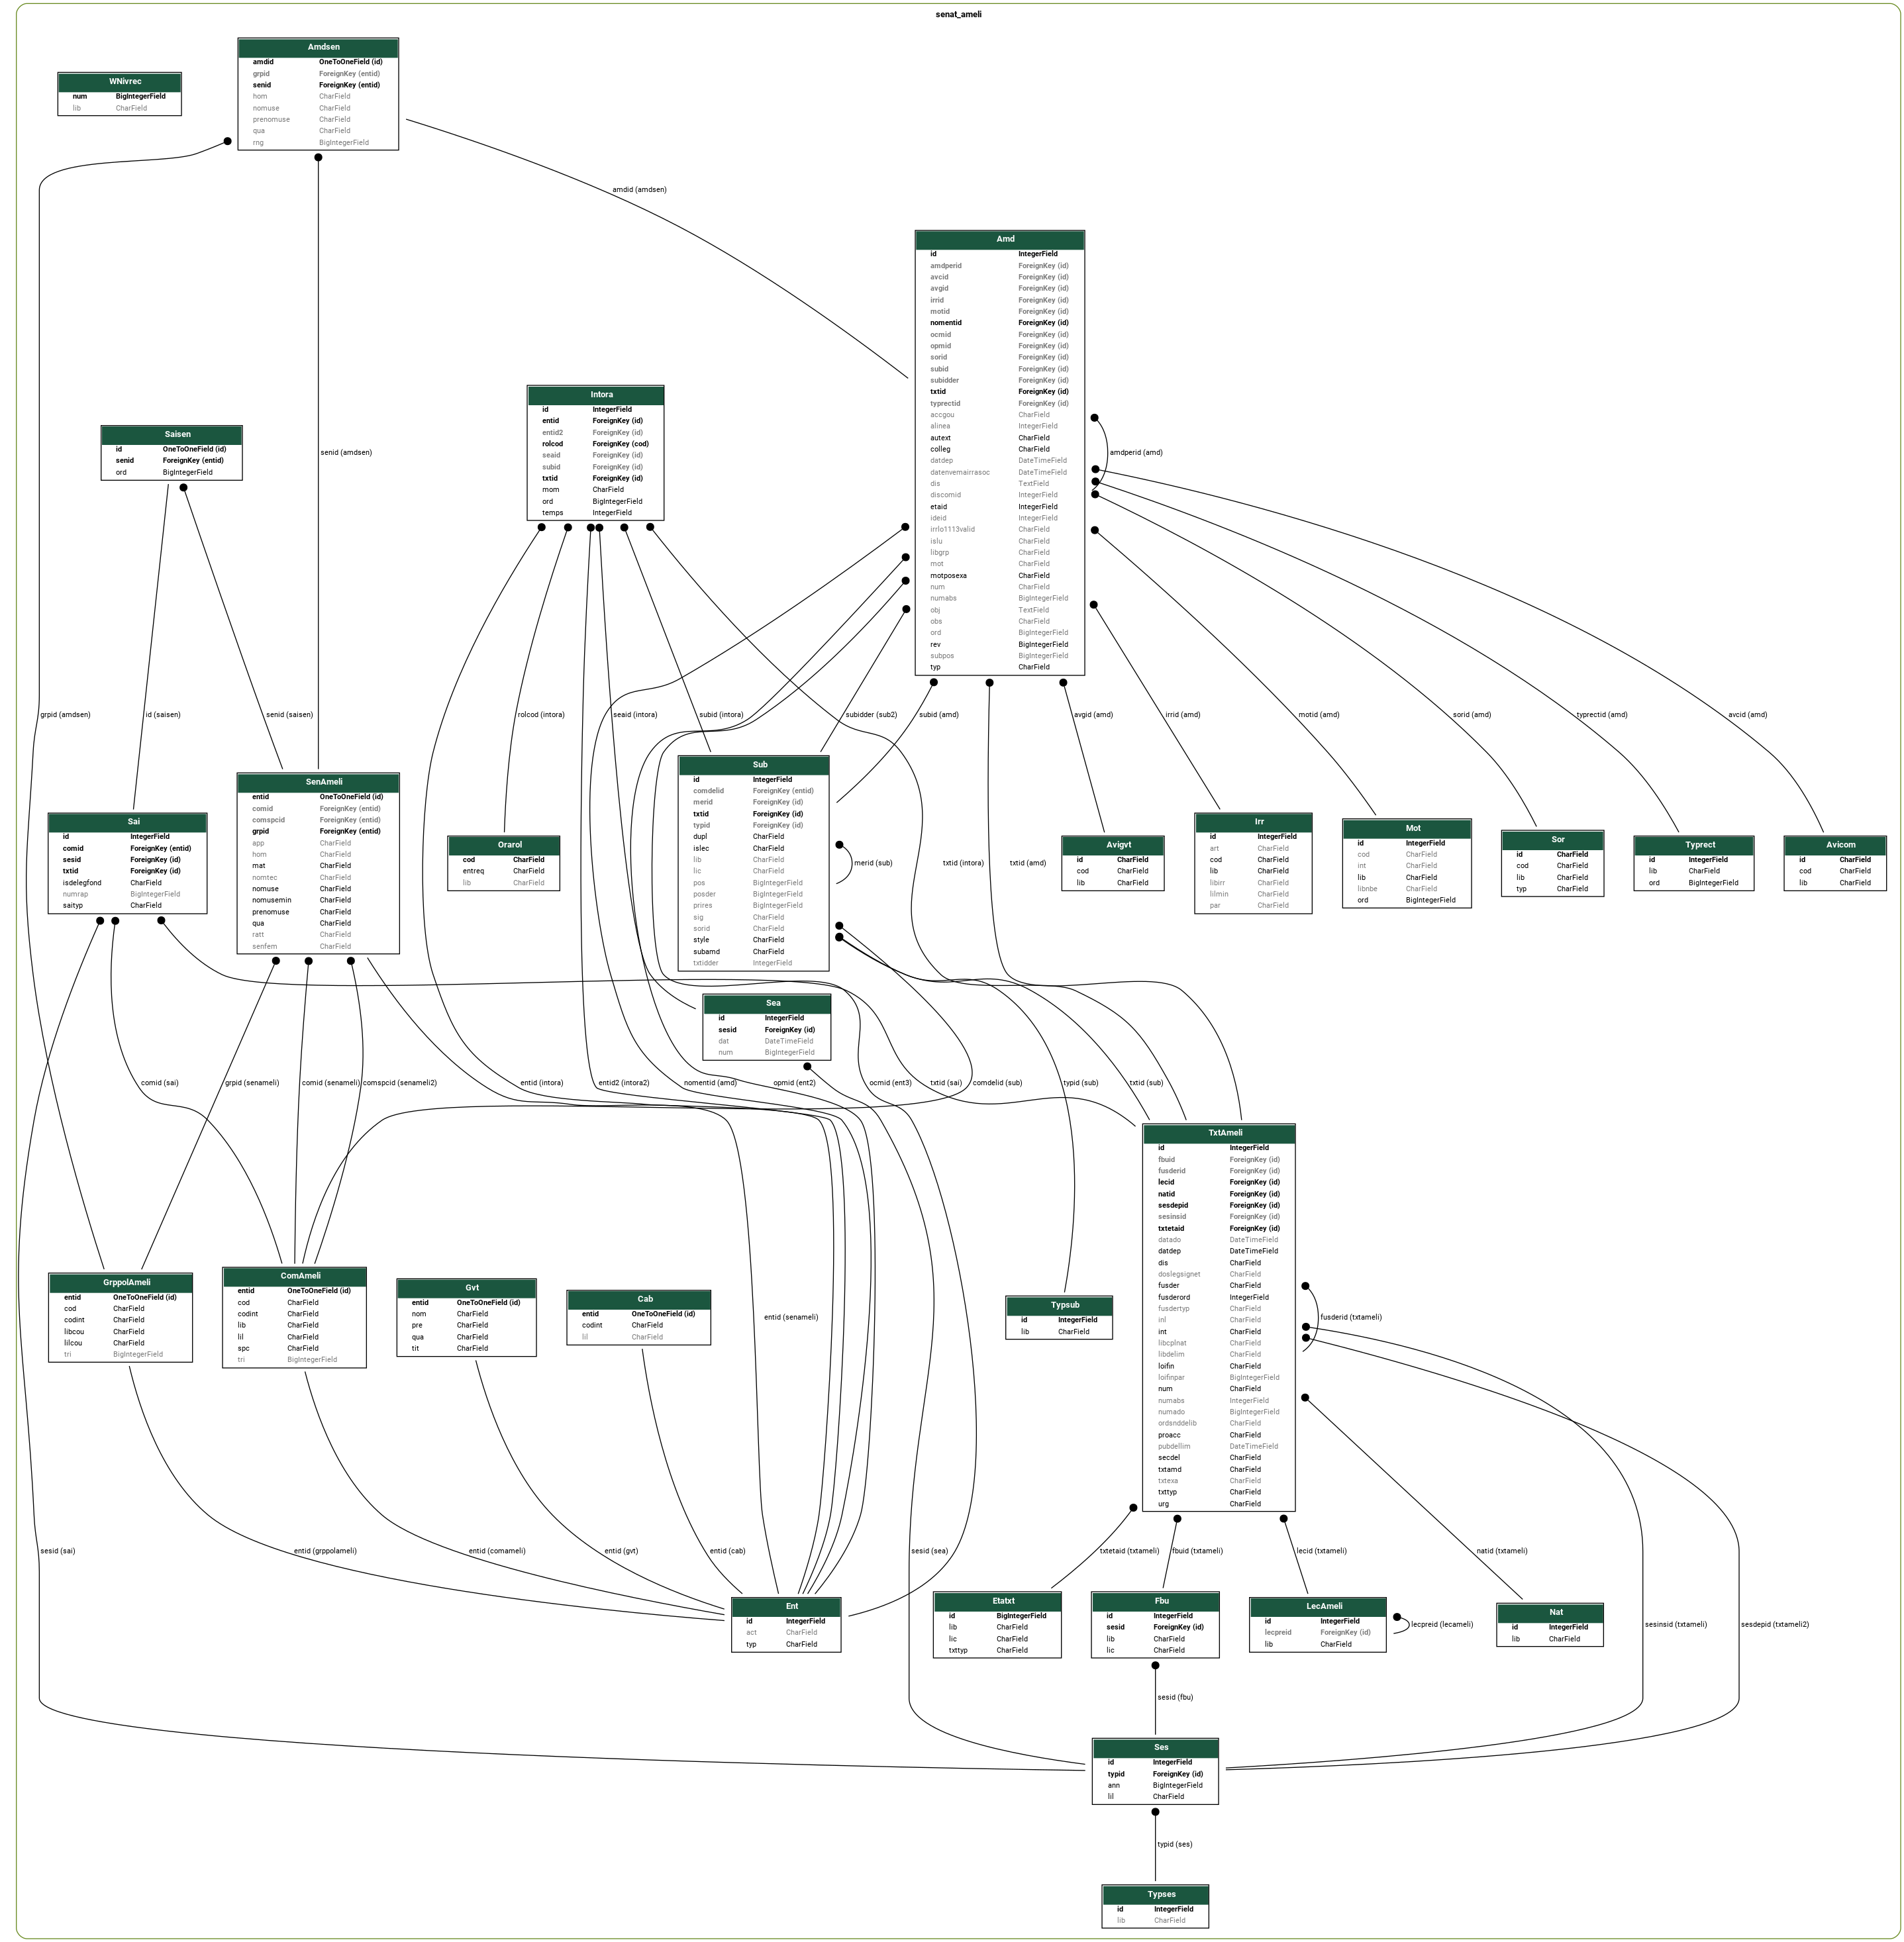 senat_ameli
Amdsen
amdid OneToOneField (id)
grpid ForeignKey (entid)
senid ForeignKey (entid)
hom CharField
nomuse CharField
prenomuse CharField
qua CharField
rng BigIntegerField
WNivrec
num BigIntegerField
lib CharField
amdid (amdsen)
Amd
id IntegerField
amdperid ForeignKey (id)
avcid ForeignKey (id)
avgid ForeignKey (id)
irrid ForeignKey (id)
motid ForeignKey (id)
nomentid ForeignKey (id)
ocmid ForeignKey (id)
opmid ForeignKey (id)
sorid ForeignKey (id)
subid ForeignKey (id)
subidder ForeignKey (id)
txtid ForeignKey (id)
typrectid ForeignKey (id)
accgou CharField
alinea IntegerField
autext CharField
colleg CharField
datdep DateTimeField
datenvemairrasoc DateTimeField
dis TextField
discomid IntegerField
etaid IntegerField
ideid IntegerField
irrlo1113valid CharField
islu CharField
libgrp CharField
mot CharField
motposexa CharField
num CharField
numabs BigIntegerField
obj TextField
obs CharField
ord BigIntegerField
rev BigIntegerField
subpos BigIntegerField
typ CharField
amdperid (amd)
Intora
id IntegerField
entid ForeignKey (id)
entid2 ForeignKey (id)
rolcod ForeignKey (cod)
seaid ForeignKey (id)
subid ForeignKey (id)
txtid ForeignKey (id)
mom CharField
ord BigIntegerField
temps IntegerField
Saisen
id OneToOneField (id)
senid ForeignKey (entid)
ord BigIntegerField
senid (amdsen)
grpid (amdsen)
id (saisen)
senid (saisen)
rolcod (intora)
seaid (intora)
subid (intora)
subidder (sub2)
subid (amd)
avgid (amd)
irrid (amd)
motid (amd)
sorid (amd)
typrectid (amd)
avcid (amd)
Sai
id IntegerField
comid ForeignKey (entid)
sesid ForeignKey (id)
txtid ForeignKey (id)
isdelegfond CharField
numrap BigIntegerField
saityp CharField
SenAmeli
entid OneToOneField (id)
comid ForeignKey (entid)
comspcid ForeignKey (entid)
grpid ForeignKey (entid)
app CharField
hom CharField
mat CharField
nomtec CharField
nomuse CharField
nomusemin CharField
prenomuse CharField
qua CharField
ratt CharField
senfem CharField
Orarol
cod CharField
entreq CharField
lib CharField
Sub
id IntegerField
comdelid ForeignKey (entid)
merid ForeignKey (id)
txtid ForeignKey (id)
typid ForeignKey (id)
dupl CharField
islec CharField
lib CharField
lic CharField
pos BigIntegerField
posder BigIntegerField
prires BigIntegerField
sig CharField
sorid CharField
style CharField
subamd CharField
txtidder IntegerField
merid (sub)
txtid (intora)
txtid (amd)
Avigvt
id CharField
cod CharField
lib CharField
Irr
id IntegerField
art CharField
cod CharField
lib CharField
libirr CharField
lilmin CharField
par CharField
Mot
id IntegerField
cod CharField
int CharField
lib CharField
libnbe CharField
ord BigIntegerField
Sor
id CharField
cod CharField
lib CharField
typ CharField
Typrect
id IntegerField
lib CharField
ord BigIntegerField
Avicom
id CharField
cod CharField
lib CharField
Sea
id IntegerField
sesid ForeignKey (id)
dat DateTimeField
num BigIntegerField
comid (sai)
grpid (senameli)
comid (senameli)
comspcid (senameli2)
entid (intora)
entid2 (intora2)
nomentid (amd)
opmid (ent2)
ocmid (ent3)
txtid (sai)
comdelid (sub)
typid (sub)
txtid (sub)
TxtAmeli
id IntegerField
fbuid ForeignKey (id)
fusderid ForeignKey (id)
lecid ForeignKey (id)
natid ForeignKey (id)
sesdepid ForeignKey (id)
sesinsid ForeignKey (id)
txtetaid ForeignKey (id)
datado DateTimeField
datdep DateTimeField
dis CharField
doslegsignet CharField
fusder CharField
fusderord IntegerField
fusdertyp CharField
inl CharField
int CharField
libcplnat CharField
libdelim CharField
loifin CharField
loifinpar BigIntegerField
num CharField
numabs IntegerField
numado BigIntegerField
ordsnddelib CharField
proacc CharField
pubdellim DateTimeField
secdel CharField
txtamd CharField
txtexa CharField
txttyp CharField
urg CharField
fusderid (txtameli)
GrppolAmeli
entid OneToOneField (id)
cod CharField
codint CharField
libcou CharField
lilcou CharField
tri BigIntegerField
ComAmeli
entid OneToOneField (id)
cod CharField
codint CharField
lib CharField
lil CharField
spc CharField
tri BigIntegerField
Gvt
entid OneToOneField (id)
nom CharField
pre CharField
qua CharField
tit CharField
Cab
entid OneToOneField (id)
codint CharField
lil CharField
entid (senameli)
Typsub
id IntegerField
lib CharField
sesid (sai)
entid (grppolameli)
entid (comameli)
entid (gvt)
entid (cab)
sesid (sea)
txtetaid (txtameli)
fbuid (txtameli)
lecid (txtameli)
natid (txtameli)
sesinsid (txtameli)
sesdepid (txtameli2)
Ent
id IntegerField
act CharField
typ CharField
Etatxt
id BigIntegerField
lib CharField
lic CharField
txttyp CharField
Fbu
id IntegerField
sesid ForeignKey (id)
lib CharField
lic CharField
LecAmeli
id IntegerField
lecpreid ForeignKey (id)
lib CharField
lecpreid (lecameli)
Nat
id IntegerField
lib CharField
sesid (fbu)
Ses
id IntegerField
typid ForeignKey (id)
ann BigIntegerField
lil CharField
typid (ses)
Typses
id IntegerField
lib CharField